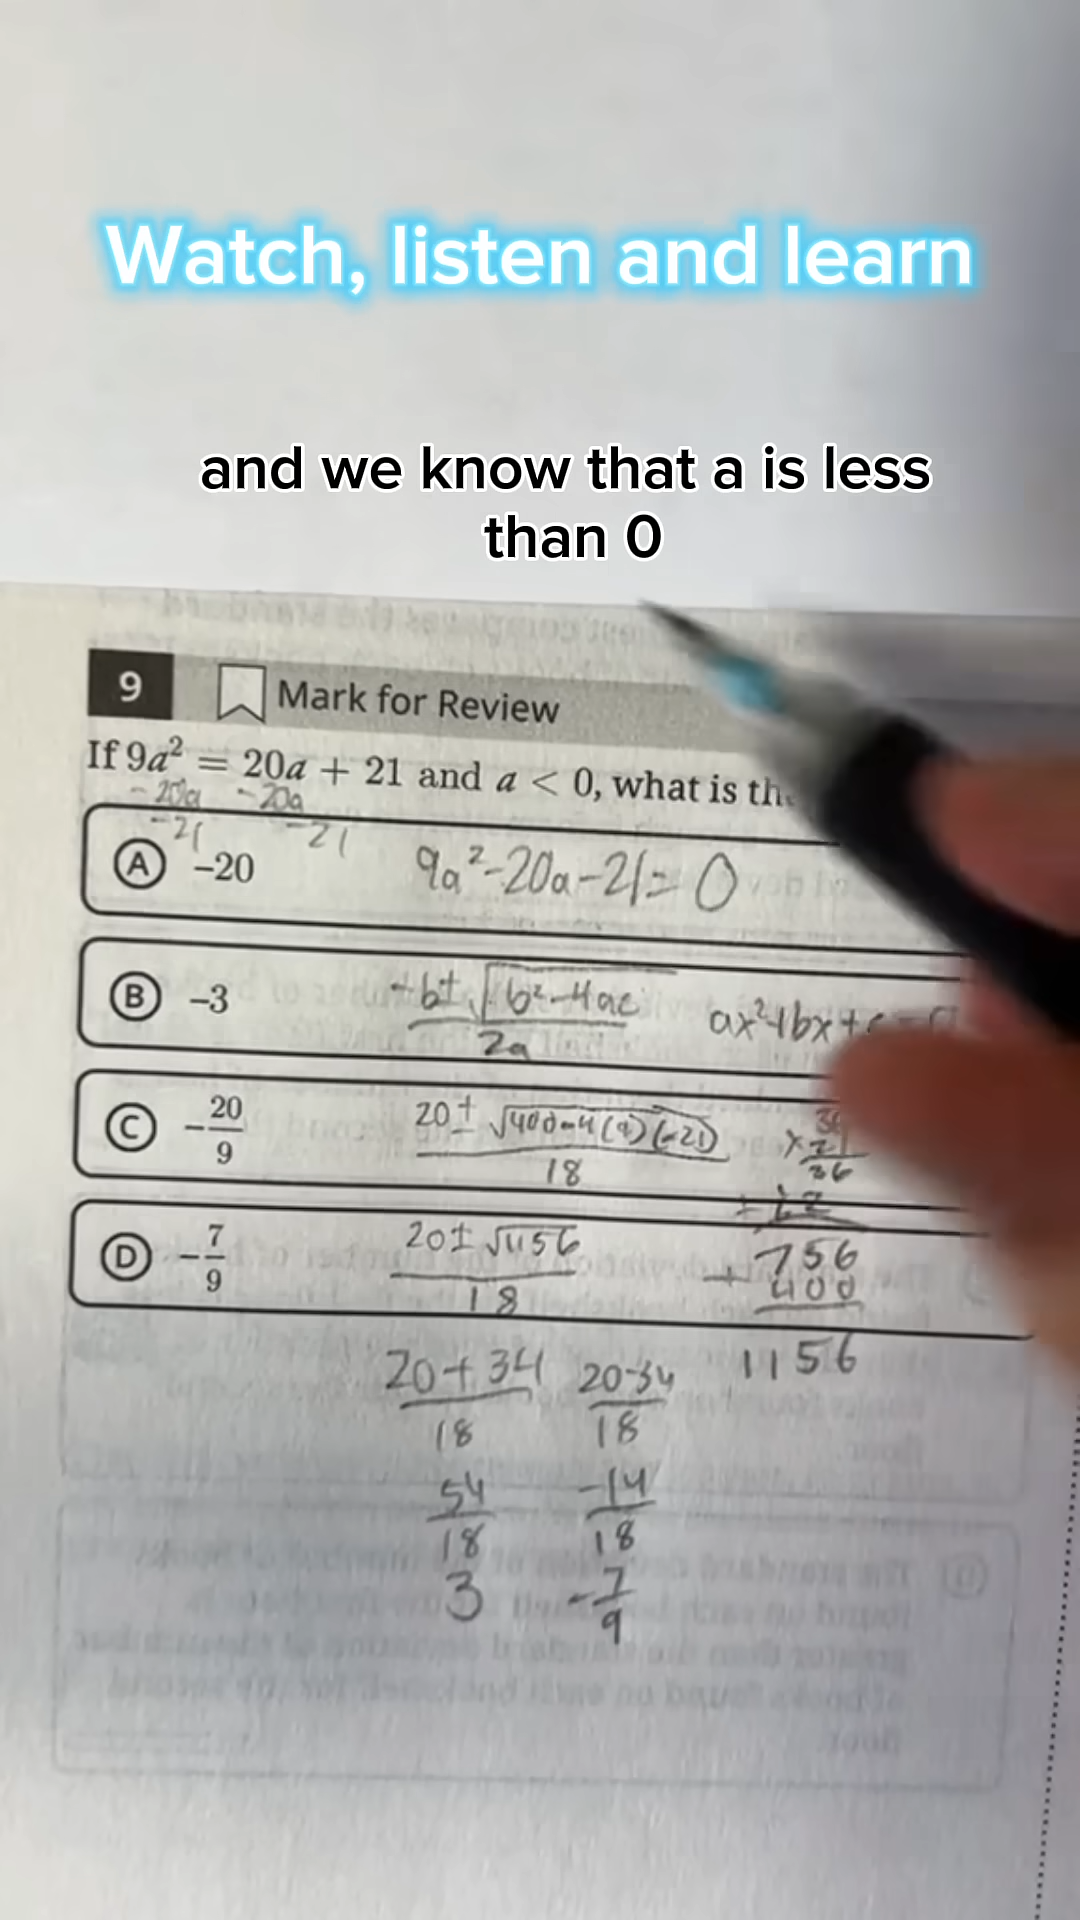 Watch, listen and learn
and we know that a is less
than 0
9 Mark for Review
If 9a² = 20a + 21 and a < 0, what is
-20a -20a
-21 -21
A -20
9a²-20a-21=0
B -3
-b±√b²-4ac
2a
ax²+bx+
C -20/9
20±√400-4(9)(-21)
18
36
D -7/9
20±√1156
18
756
+400
1156
20+34 20-34
18 18
54 -14
18 18
3 -7/9